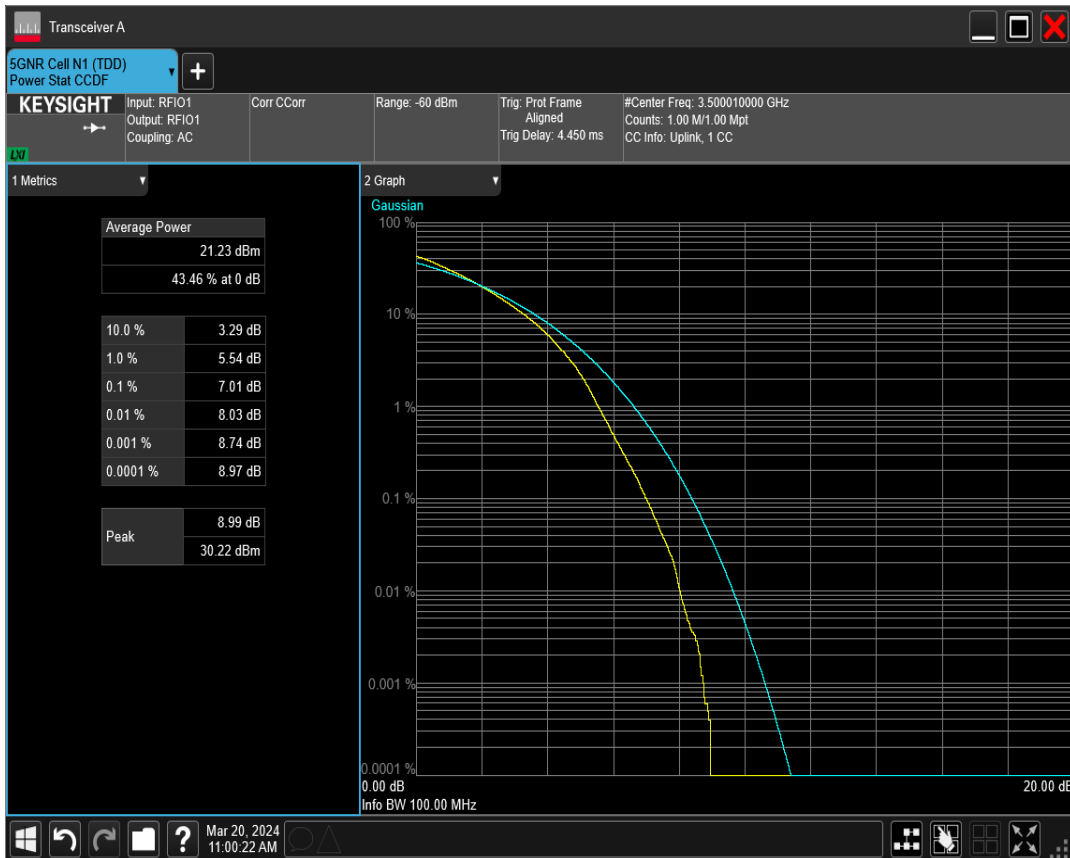 Transceiver A
5GNR Cell N1 (TDD)
Power Stat CCDF
KEYSIGHT
LXI
Input: RFIO1
Output: RFIO1
Coupling: AC
Corr CCorr
Range: -60 dBm
Trig: Prot Frame
Aligned
Trig Delay: 4.450 ms
#Center Freq: 3.500010000 GHz
Counts: 1.00 M/1.00 Mpt
CC Info: Uplink, 1 CC
1 Metrics
Average Power
21.23 dBm
43.46 % at 0 dB
10.0 % 3.29 dB
1.0 % 5.54 dB
0.1 % 7.01 dB
0.01 % 8.03 dB
0.001 % 8.74 dB
0.0001 % 8.97 dB
Peak
8.99 dB
30.22 dBm
2 Graph
Gaussian
100 %
10 %
1 %
0.1 %
0.01 %
0.001 %
0.0001 %
0.00 dB 20.00 dB
Info BW 100.00 MHz
?
Mar 20, 2024
11:00:22 AM